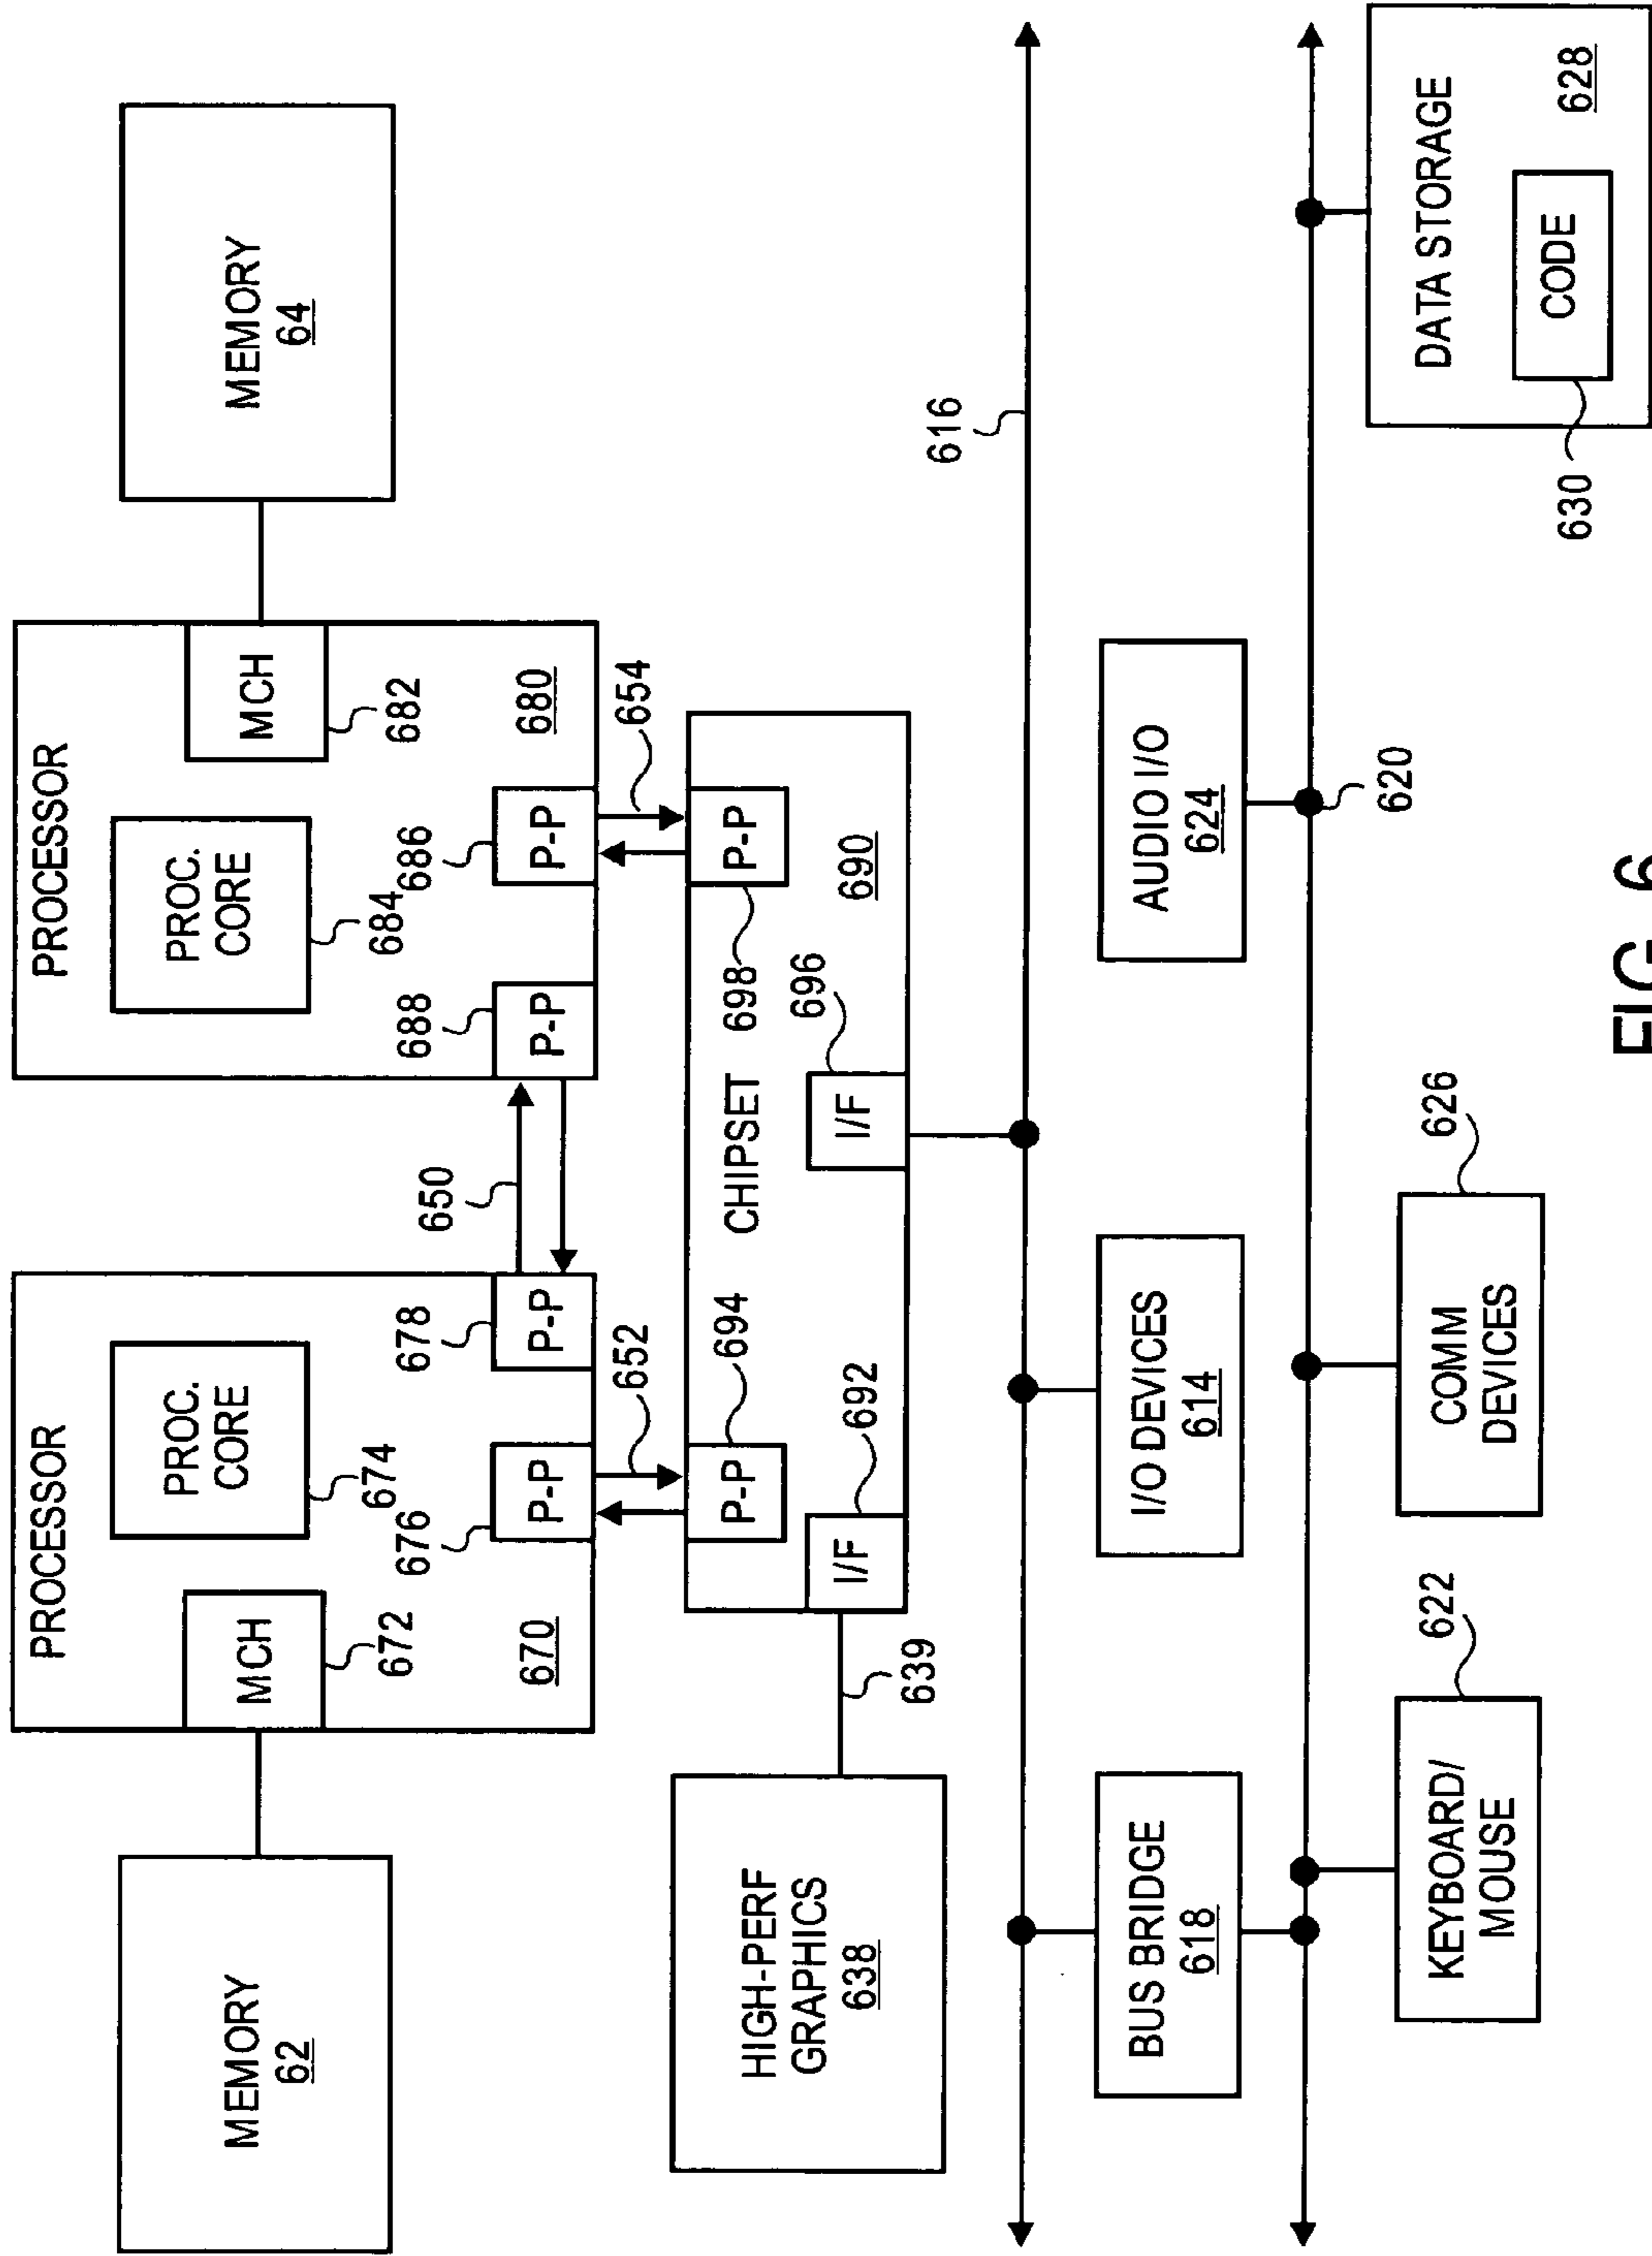 PROCESSOR
PROCESSOR
MEMORY
62
MCH
672
PROC.
CORE
674
670
676
P-P
678
P-P
650
688
P-P
PROC.
CORE
684
686
P-P
MCH
682
680
MEMORY
64
652
654
HIGH-PERF
GRAPHICS
638
639
P-P
694
CHIPSET
698
P-P
I/F
692
I/F
696
690
616
BUS BRIDGE
618
I/O DEVICES
614
AUDIO I/O
624
620
KEYBOARD/
MOUSE
622
COMM
DEVICES
626
DATA STORAGE
CODE
628
630
FIG. 6